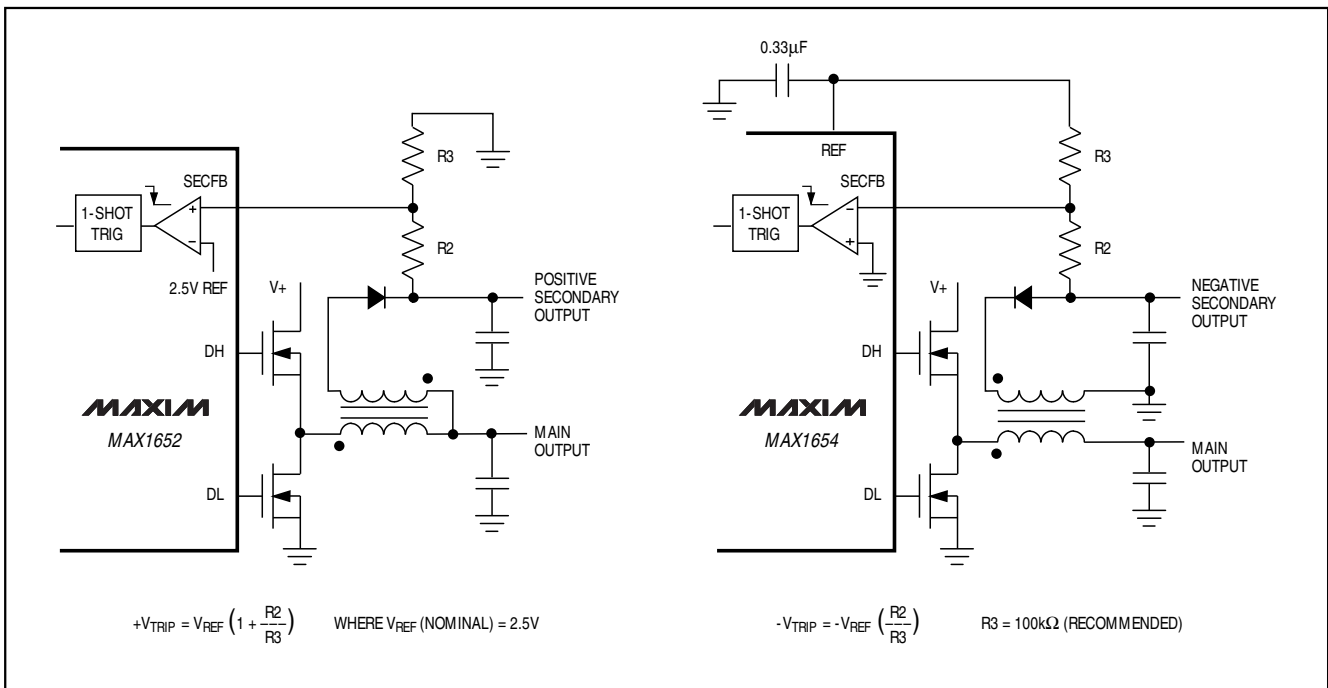 R3
SECFB
1-SHOT
TRIG
+
−
2.5V REF
R2
V+
POSITIVE
SECONDARY
OUTPUT
DH
MAXIM
MAX1652
MAIN
OUTPUT
DL
+VTRIP = VREF (1 + R2/R3) WHERE VREF (NOMINAL) = 2.5V
0.33µF
REF
R3
SECFB
1-SHOT
TRIG
−
+
R2
V+
NEGATIVE
SECONDARY
OUTPUT
DH
MAXIM
MAX1654
MAIN
OUTPUT
DL
-VTRIP = -VREF (R2/R3) R3 = 100kΩ (RECOMMENDED)